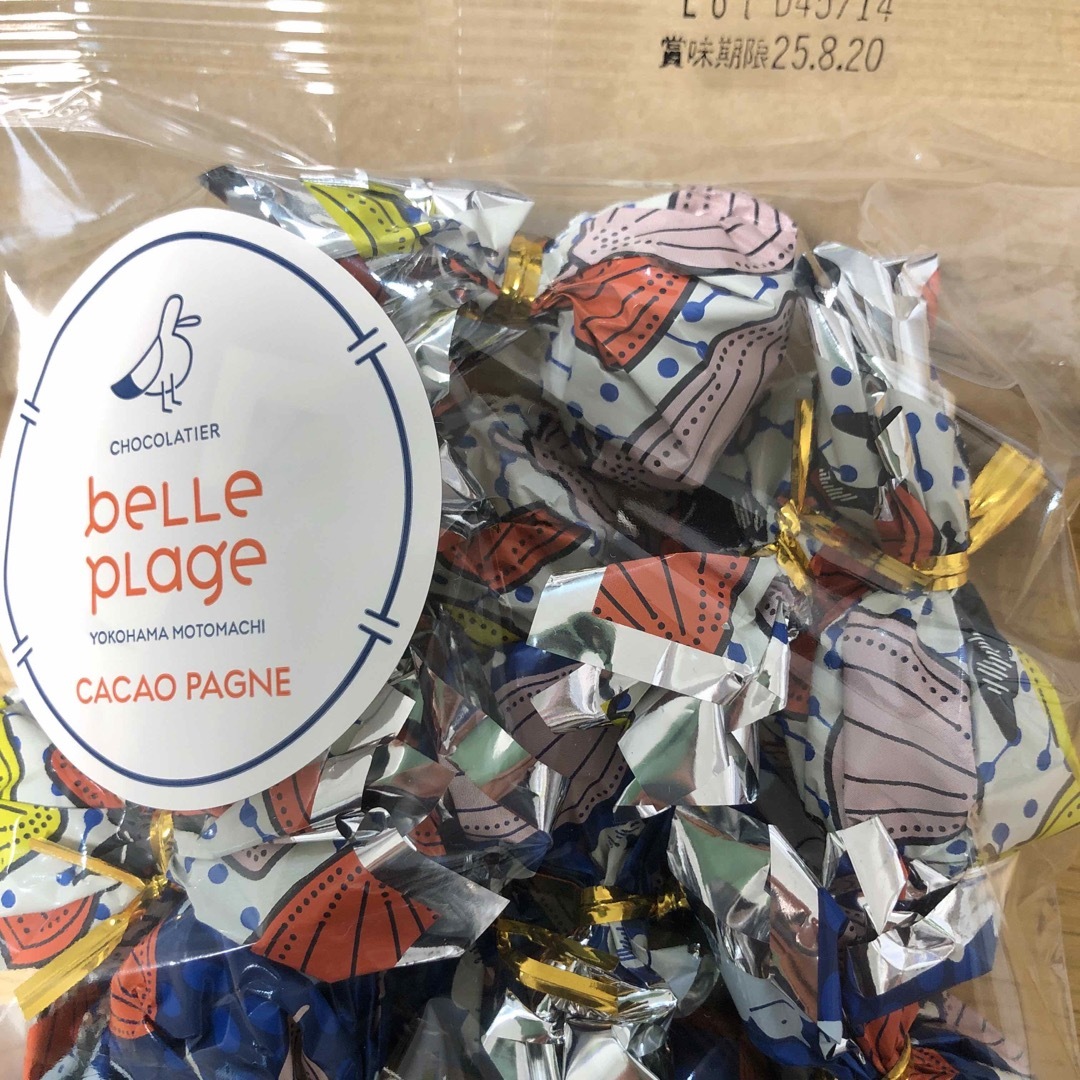 賞味期限25.8.20
CHOCOLATIER
belle
plage
YOKOHAMA MOTOMACHI
CACAO PAGNE